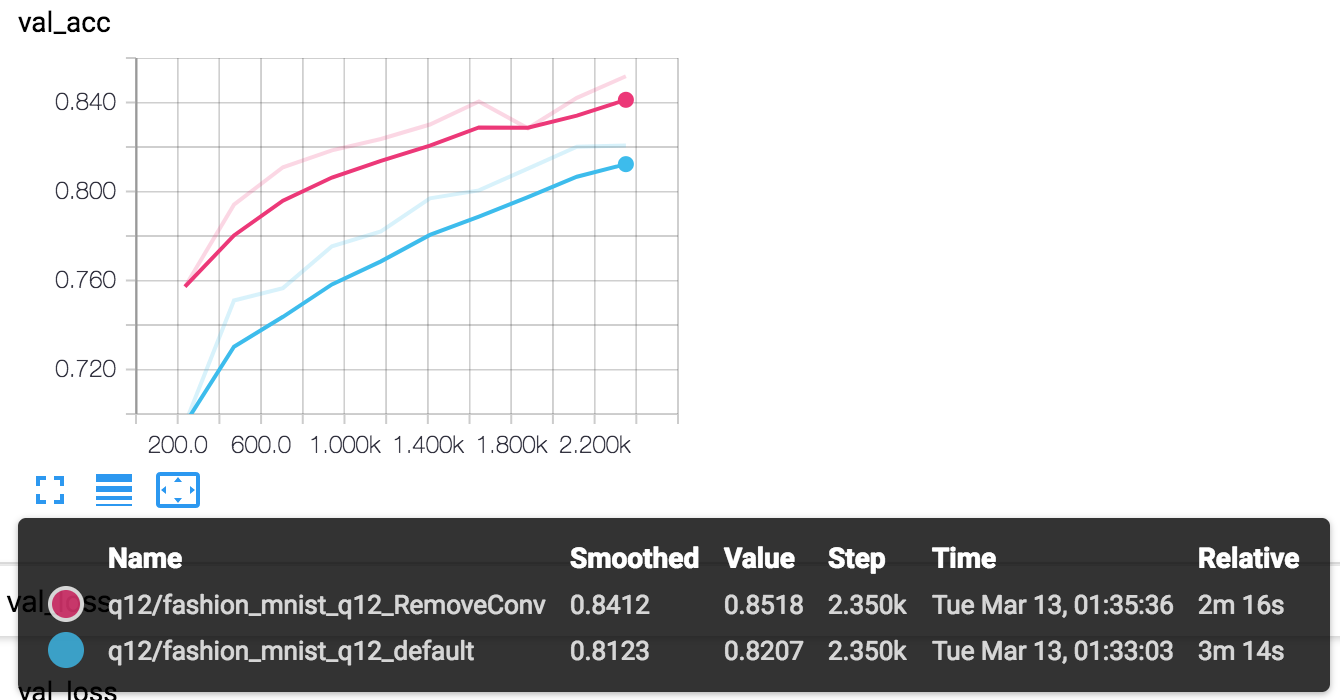 val_acc
0.840
0.800
0.760
0.720
200.0 600.0 1.000k 1.400k 1.800k 2.200k
Name Smoothed Value Step Time Relative
val_loss
q12/fashion_mnist_q12_RemoveConv 0.8412 0.8518 2.350k Tue Mar 13, 01:35:36 2m 16s
q12/fashion_mnist_q12_default 0.8123 0.8207 2.350k Tue Mar 13, 01:33:03 3m 14s
val_loss